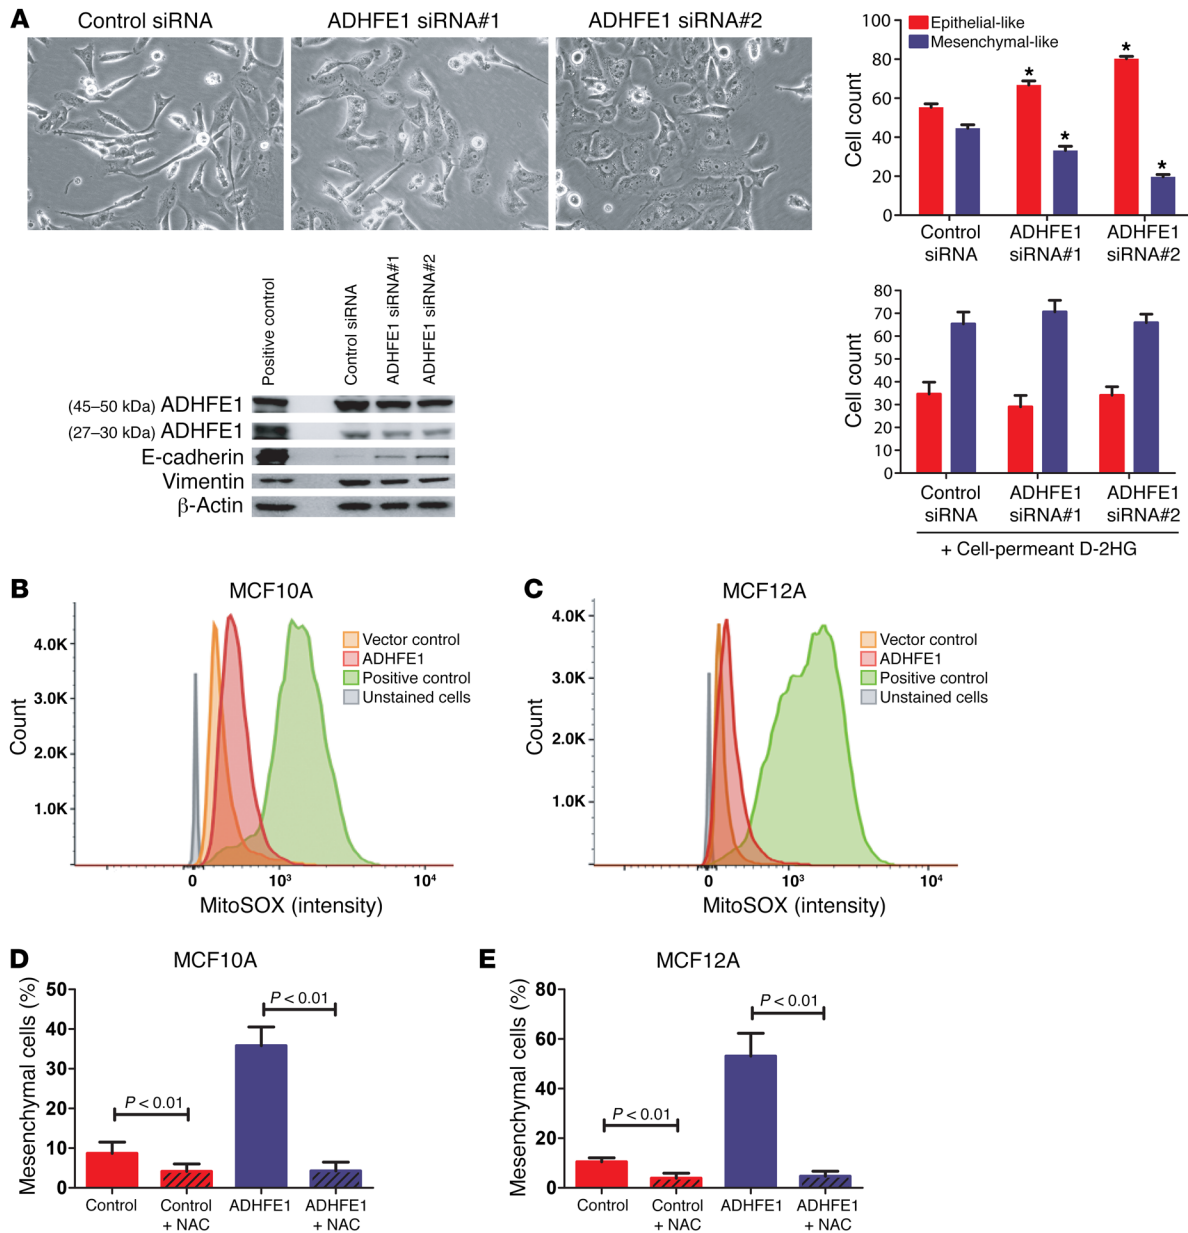 A
Control siRNA
ADHFE1 siRNA#1
ADHFE1 siRNA#2
100
80
60
40
20
0
Cell count
Epithelial-like
Mesenchymal-like
*
*
*
*
Control
siRNA
ADHFE1
siRNA#1
ADHFE1
siRNA#2
Positive control
Control siRNA
ADHFE1 siRNA#1
ADHFE1 siRNA#2
(45–50 kDa) ADHFE1
(27–30 kDa) ADHFE1
E-cadherin
Vimentin
β-Actin
80
70
60
50
40
30
20
10
0
Cell count
Control
siRNA
ADHFE1
siRNA#1
ADHFE1
siRNA#2
+ Cell-permeant D-2HG
B
MCF10A
4.0K
3.0K
2.0K
1.0K
Count
Vector control
ADHFE1
Positive control
Unstained cells
0
10³
10⁴
MitoSOX (intensity)
C
MCF12A
4.0K
3.0K
2.0K
1.0K
Count
Vector control
ADHFE1
Positive control
Unstained cells
0
10³
10⁴
MitoSOX (intensity)
D
MCF10A
50
40
30
20
10
0
Mesenchymal cells (%)
P < 0.01
P < 0.01
Control
Control
+ NAC
ADHFE1
ADHFE1
+ NAC
E
MCF12A
80
60
40
20
0
Mesenchymal cells (%)
P < 0.01
P < 0.01
Control
Control
+ NAC
ADHFE1
ADHFE1
+ NAC